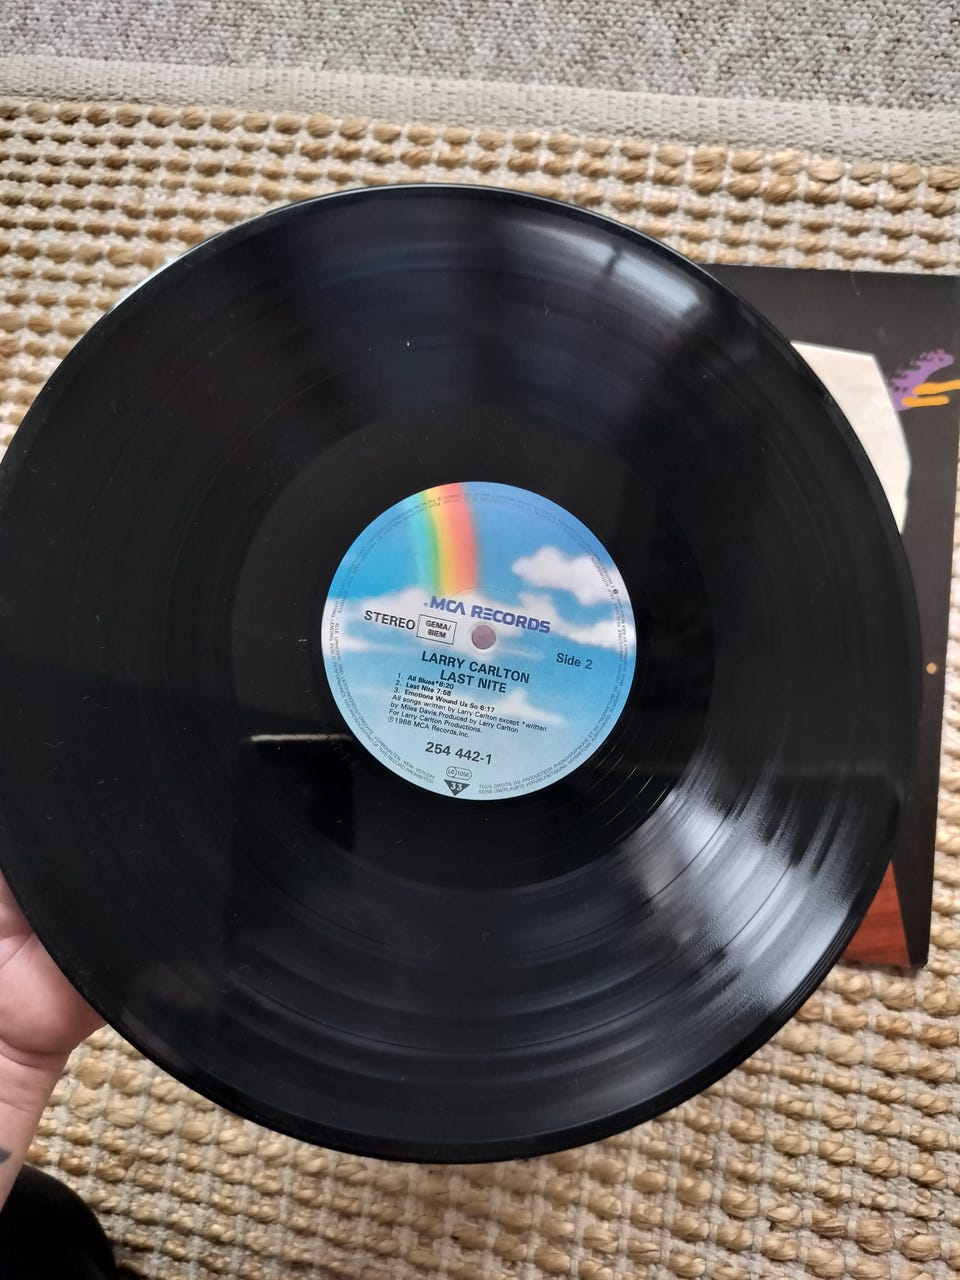 MCA RECORDS
STEREO
GEMA/
BIEM
Side 2
LARRY CARLTON
LAST NITE
1. All Blues*8:20
2. Last Nite 7:58
3. Emotions Wound Us So 6:17
All songs written by Larry Carlton except *written
by Miles Davis.Produced by Larry Carlton
For Larry Carlton Productions.
℗1986 MCA Records,Inc.
254 442-1
LC 1056
33